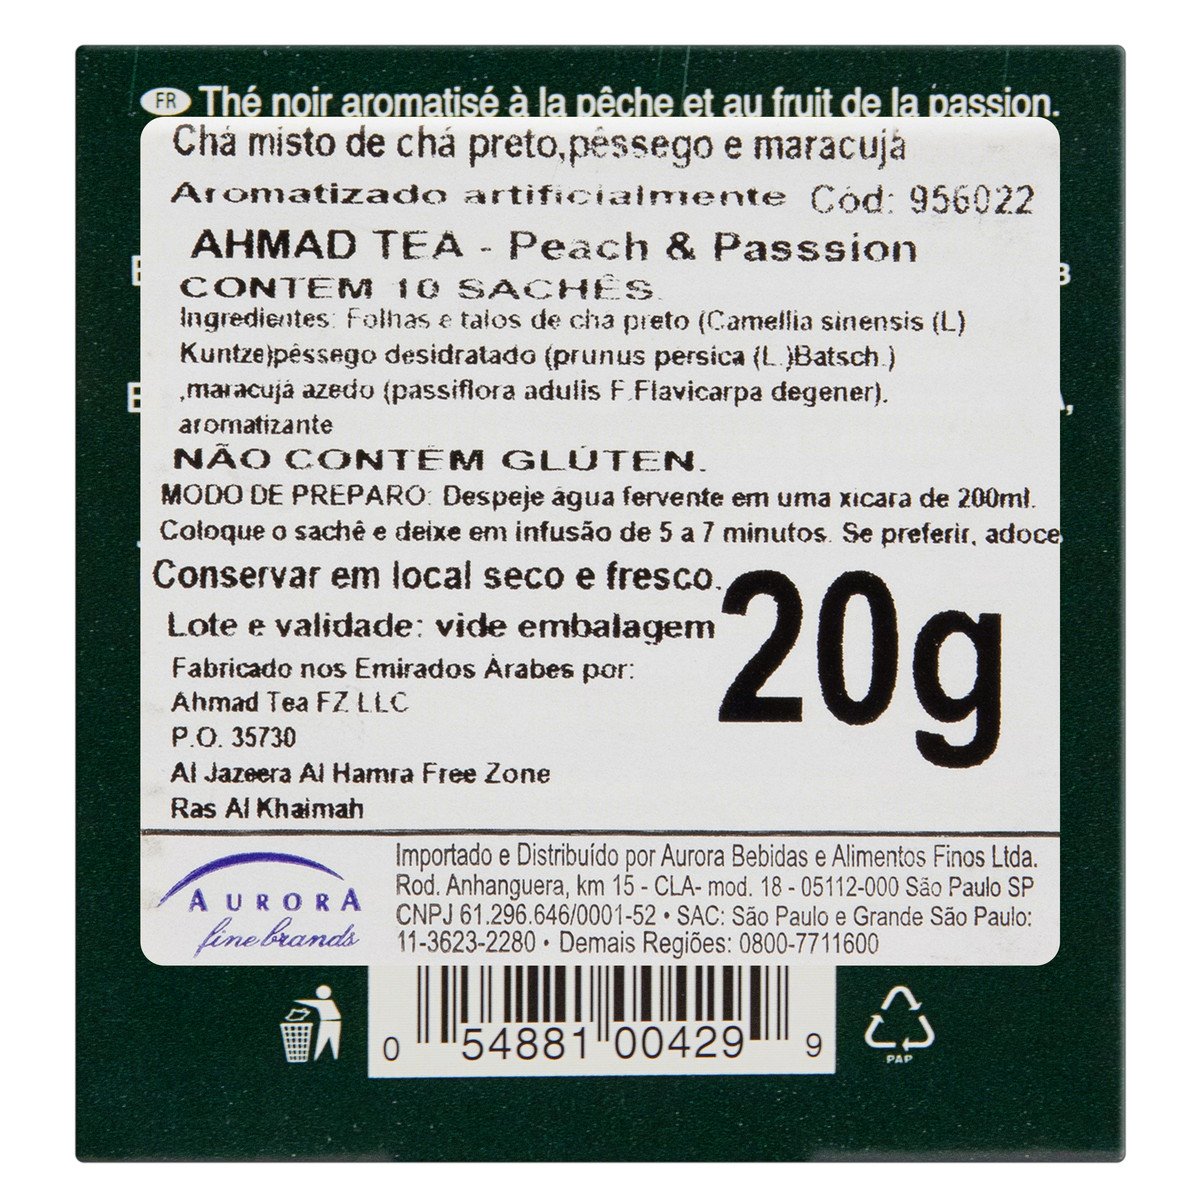 FR Thé noir aromatisé à la pêche et au fruit de la passion.
Chá misto de chá preto,pêssego e maracujá
Aromatizado artificialmente Cód: 956022
AHMAD TEA - Peach & Passsion
CONTEM 10 SACHÊS.
Ingredientes: Folhas e talos de cha preto (Camellia sinensis (L)
Kuntze)pêssego desidratado (prunus persica (L.)Batsch.)
,maracujá azedo (passiflora adulis F.Flavicarpa degener).
aromatizante
NÃO CONTÉM GLÚTEN.
MODO DE PREPARO: Despeje água fervente em uma xicara de 200ml.
Coloque o sachê e deixe em infusão de 5 a 7 minutos. Se preferir, adoce
Conservar em local seco e fresco.
20g
Lote e validade: vide embalagem
Fabricado nos Emirados Árabes por:
Ahmad Tea FZ LLC
P.O. 35730
Al Jazeera Al Hamra Free Zone
Ras Al Khaimah
AURORA
fine brands
Importado e Distribuído por Aurora Bebidas e Alimentos Finos Ltda.
Rod. Anhanguera, km 15 - CLA- mod. 18 - 05112-000 São Paulo SP
CNPJ 61.296.646/0001-52 • SAC: São Paulo e Grande São Paulo:
11-3623-2280 • Demais Regiões: 0800-7711600
0 54881 00429 9
PAP